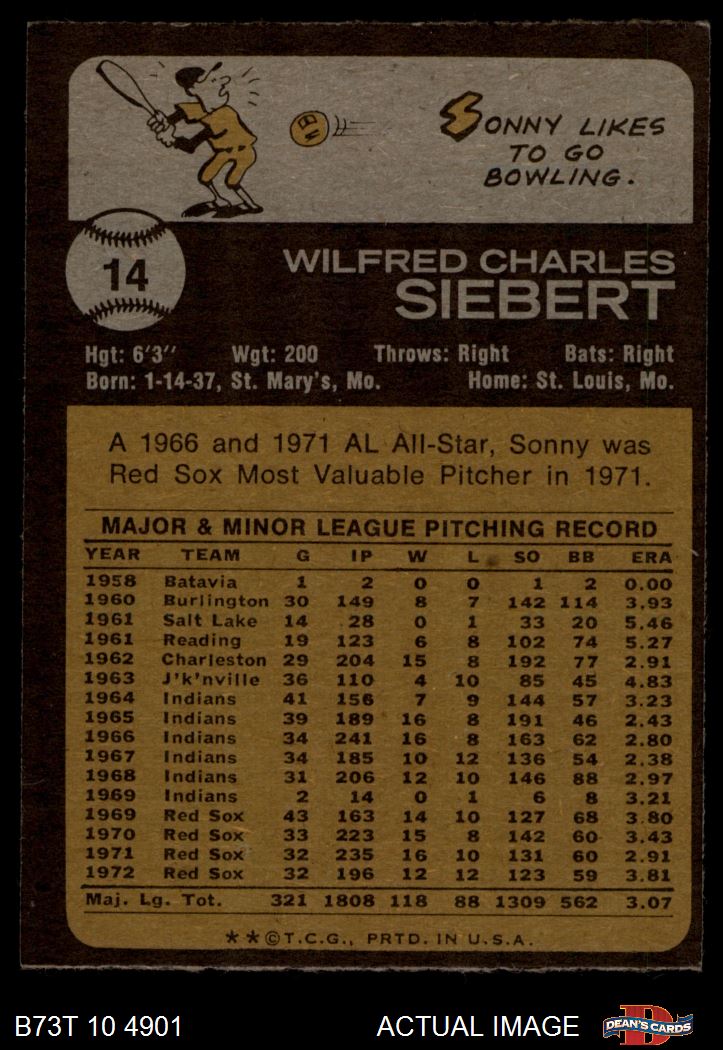 SONNY LIKES
TO GO
BOWLING.
14
WILFRED CHARLES
SIEBERT
Hgt: 6'3" Wgt: 200 Throws: Right Bats: Right
Born: 1-14-37, St. Mary's, Mo. Home: St. Louis, Mo.
A 1966 and 1971 AL All-Star, Sonny was
Red Sox Most Valuable Pitcher in 1971.
MAJOR & MINOR LEAGUE PITCHING RECORD
YEAR TEAM G IP W L SO BB ERA
1958 Batavia 1 2 0 0 1 2 0.00
1960 Burlington 30 149 8 7 142 114 3.93
1961 Salt Lake 14 28 0 1 33 20 5.46
1961 Reading 19 123 6 8 102 74 5.27
1962 Charleston 29 204 15 8 192 77 2.91
1963 J'k'nville 36 110 4 10 85 45 4.83
1964 Indians 41 156 7 9 144 57 3.23
1965 Indians 39 189 16 8 191 46 2.43
1966 Indians 34 241 16 8 163 62 2.80
1967 Indians 34 185 10 12 136 54 2.38
1968 Indians 31 206 12 10 146 88 2.97
1969 Indians 2 14 0 1 6 8 3.21
1969 Red Sox 43 163 14 10 127 68 3.80
1970 Red Sox 33 223 15 8 142 60 3.43
1971 Red Sox 32 235 16 10 131 60 2.91
1972 Red Sox 32 196 12 12 123 59 3.81
Maj. Lg. Tot. 321 1808 118 88 1309 562 3.07
**©T.C.G., PRTD. IN U.S.A.
B73T 10 4901 ACTUAL IMAGE
D
DEAN'S CARDS